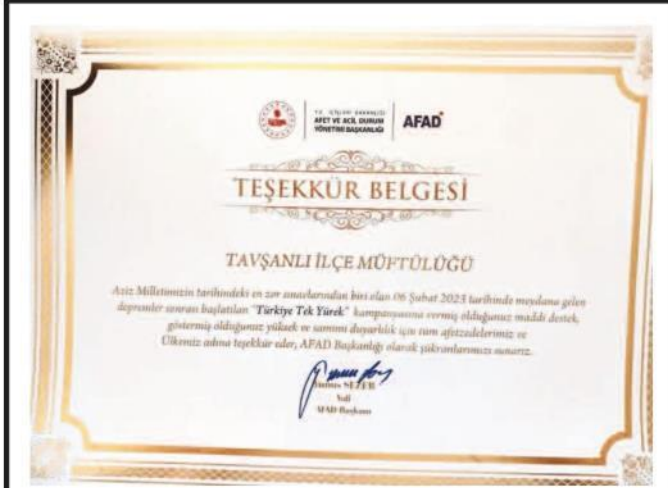 T.C. İÇİŞLERİ BAKANLIĞI
AFET VE ACİL DURUM
YÖNETİMİ BAŞKANLIĞI
AFAD
TEŞEKKÜR BELGESİ
TAVŞANLI İLÇE MÜFTÜLÜĞÜ
Aziz Milletimizin tarihindeki en zor sınavlarından biri olan 06 Şubat 2023 tarihinde meydana gelen
depremler sonrası başlatılan "Türkiye Tek Yürek" kampanyasına vermiş olduğunuz maddi destek,
göstermiş olduğunuz yüksek ve samimi duyarlılık için tüm afetzedelerimiz ve
Ülkemiz adına teşekkür eder, AFAD Başkanlığı olarak şükranlarımızı sunarız.
Yunus SEZER
Vali
AFAD Başkanı